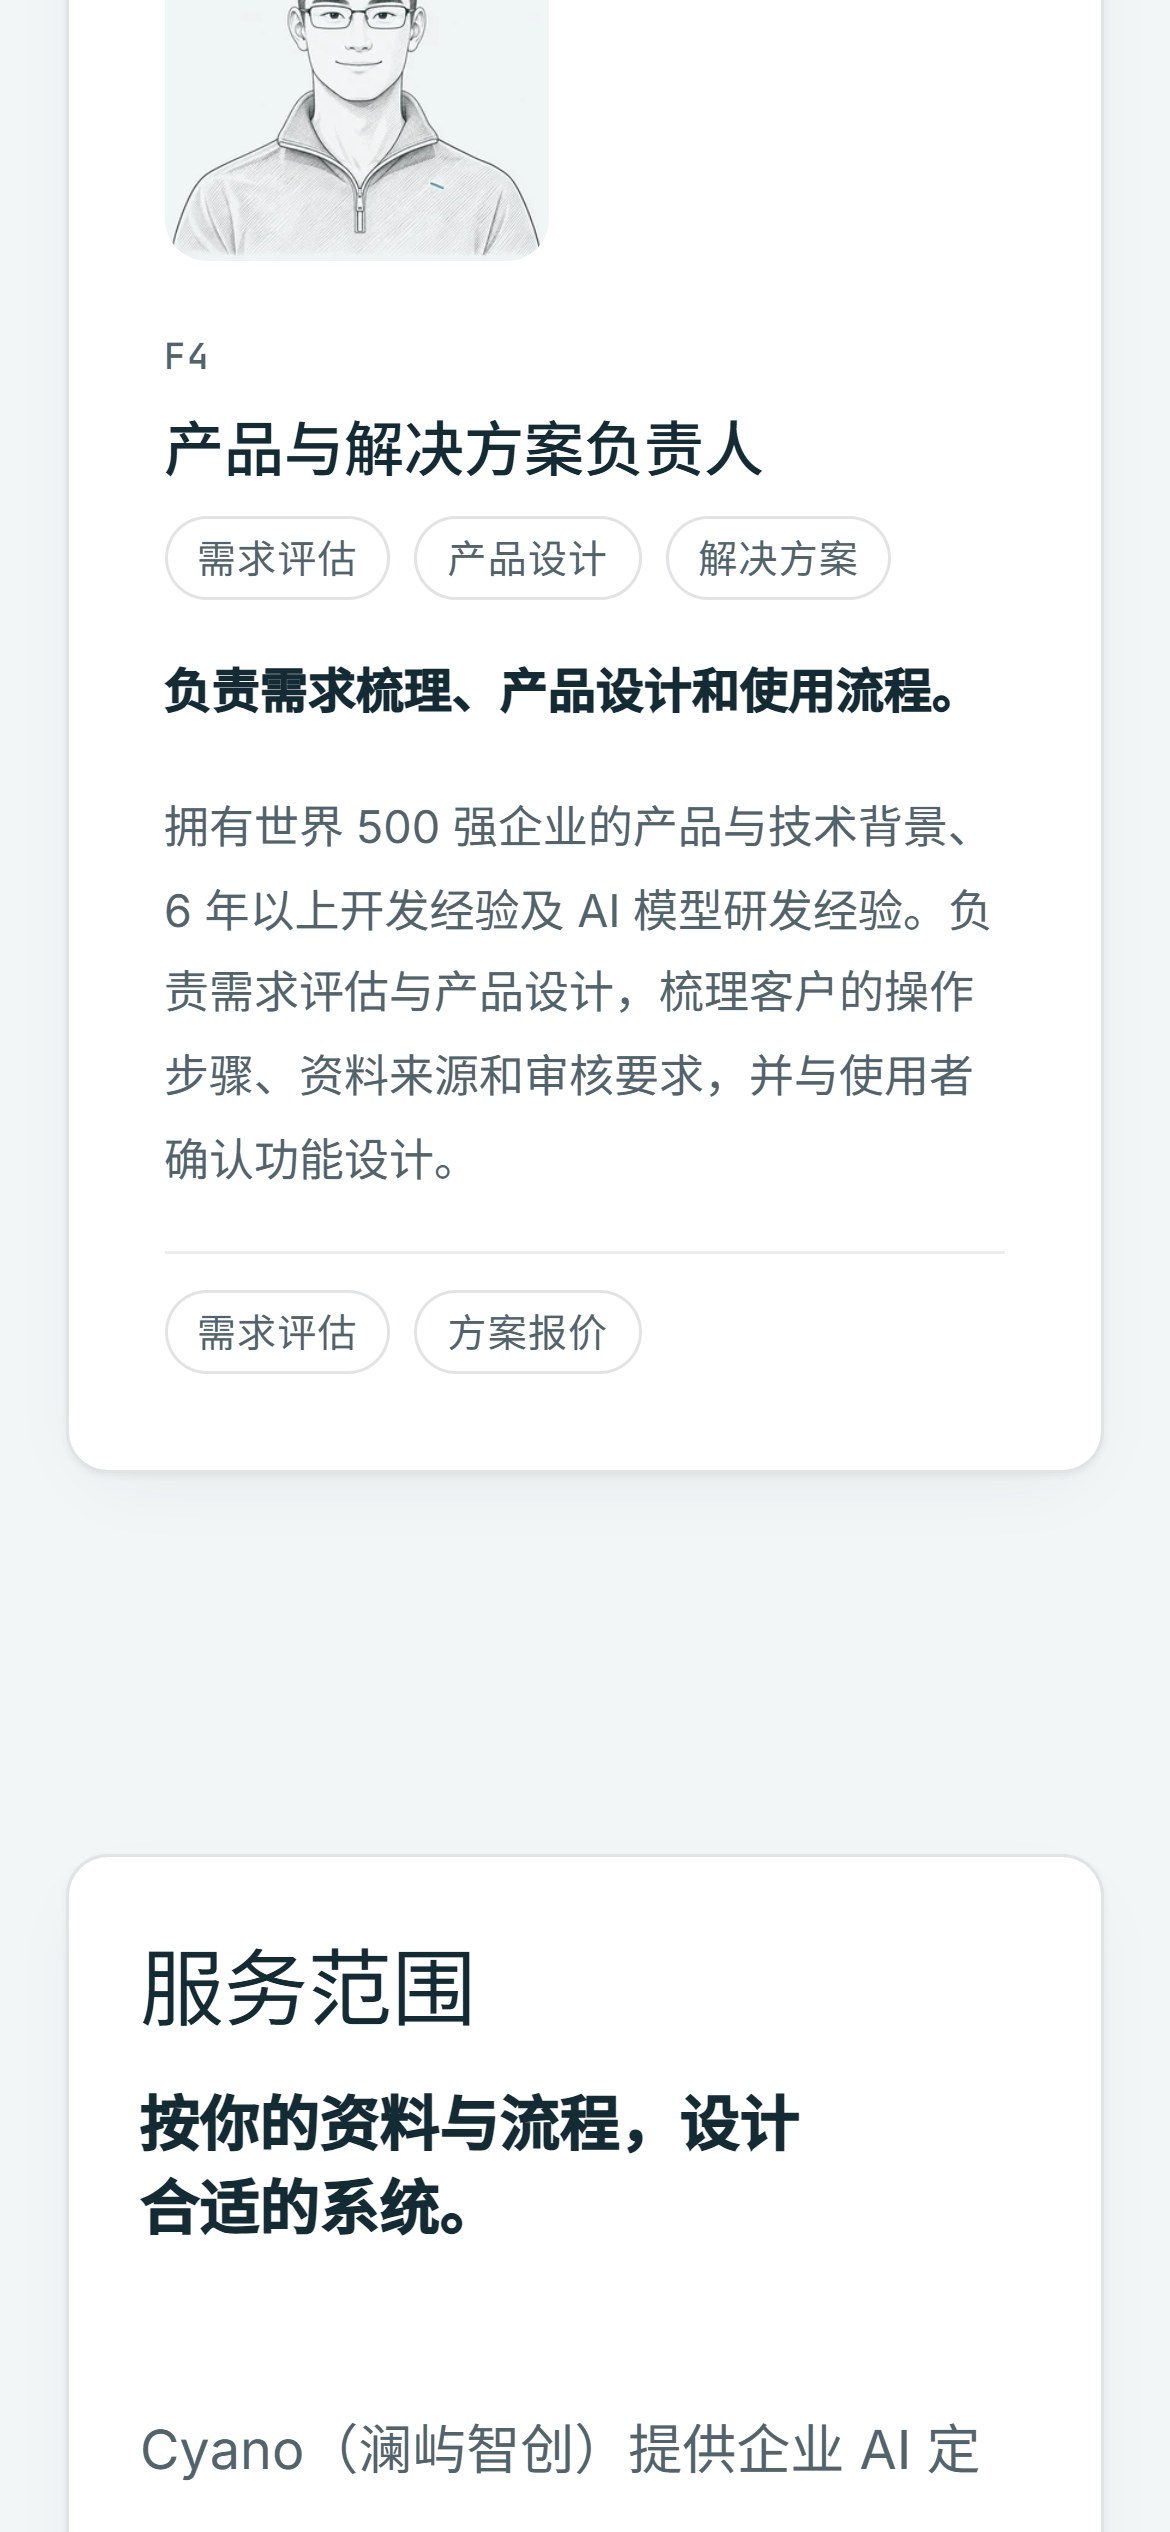 F4
产品与解决方案负责人
需求评估 产品设计 解决方案
负责需求梳理、产品设计和使用流程。
拥有世界 500 强企业的产品与技术背景、
6 年以上开发经验及 AI 模型研发经验。负
责需求评估与产品设计，梳理客户的操作
步骤、资料来源和审核要求，并与使用者
确认功能设计。
需求评估 方案报价
服务范围
按你的资料与流程，设计
合适的系统。
Cyano（澜屿智创）提供企业 AI 定